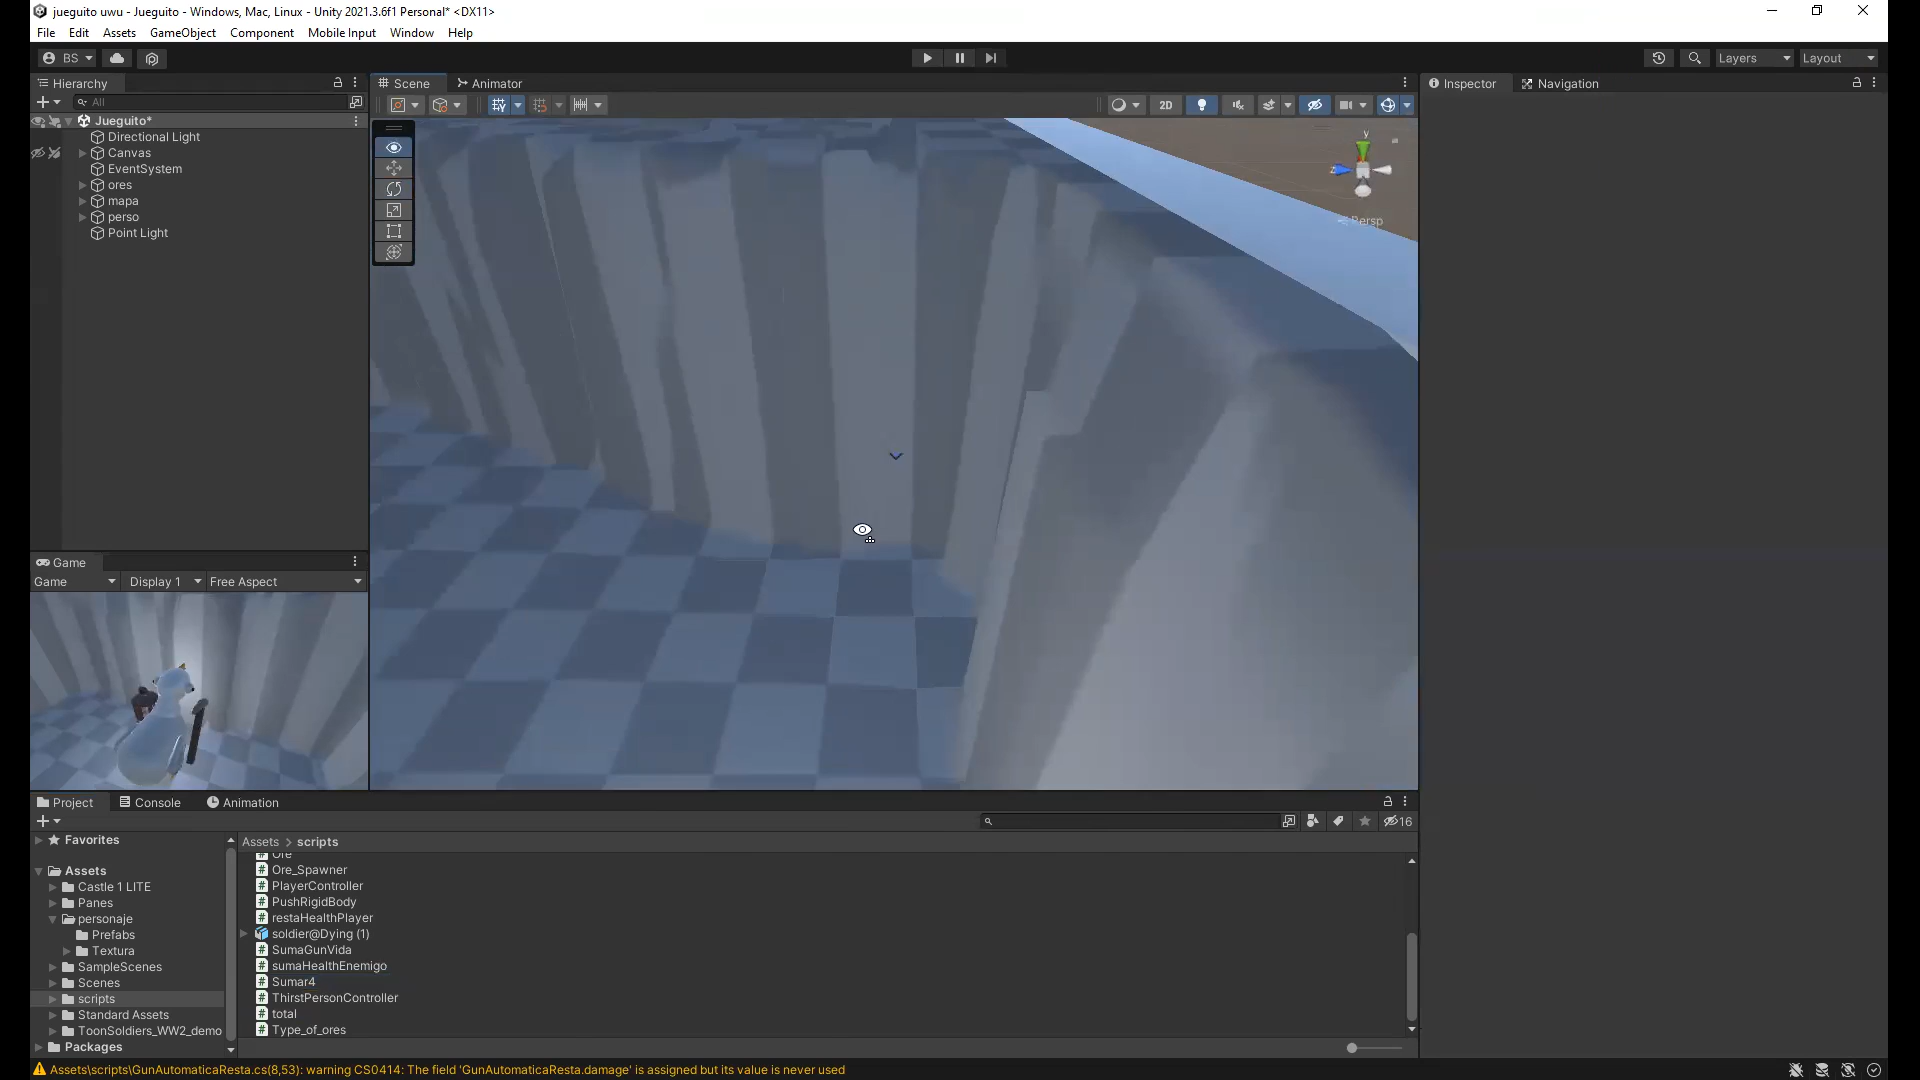 jueguito uwu - Jueguito - Windows, Mac, Linux - Unity 2021.3.6f1 Personal* <DX11>
File Edit Assets GameObject Component Mobile Input Window Help
BS Layers Layout
Hierarchy Scene Animator Inspector Navigation
All 2D
Jueguito*
Directional Light
Canvas
EventSystem
ores
mapa
perso
Point Light
y
z
Persp
Game
Game Display 1 Free Aspect
Project Console Animation
16
Favorites
Assets
Castle 1 LITE
Panes
personaje
Prefabs
Textura
SampleScenes
Scenes
scripts
Standard Assets
ToonSoldiers_WW2_demo
Packages
Assets > scripts
Ore
Ore_Spawner
PlayerController
PushRigidBody
restaHealthPlayer
soldier@Dying (1)
SumaGunVida
sumaHealthEnemigo
Sumar4
ThirstPersonController
total
Type_of_ores
Assets\scripts\GunAutomaticaResta.cs(8,53): warning CS0414: The field 'GunAutomaticaResta.damage' is assigned but its value is never used